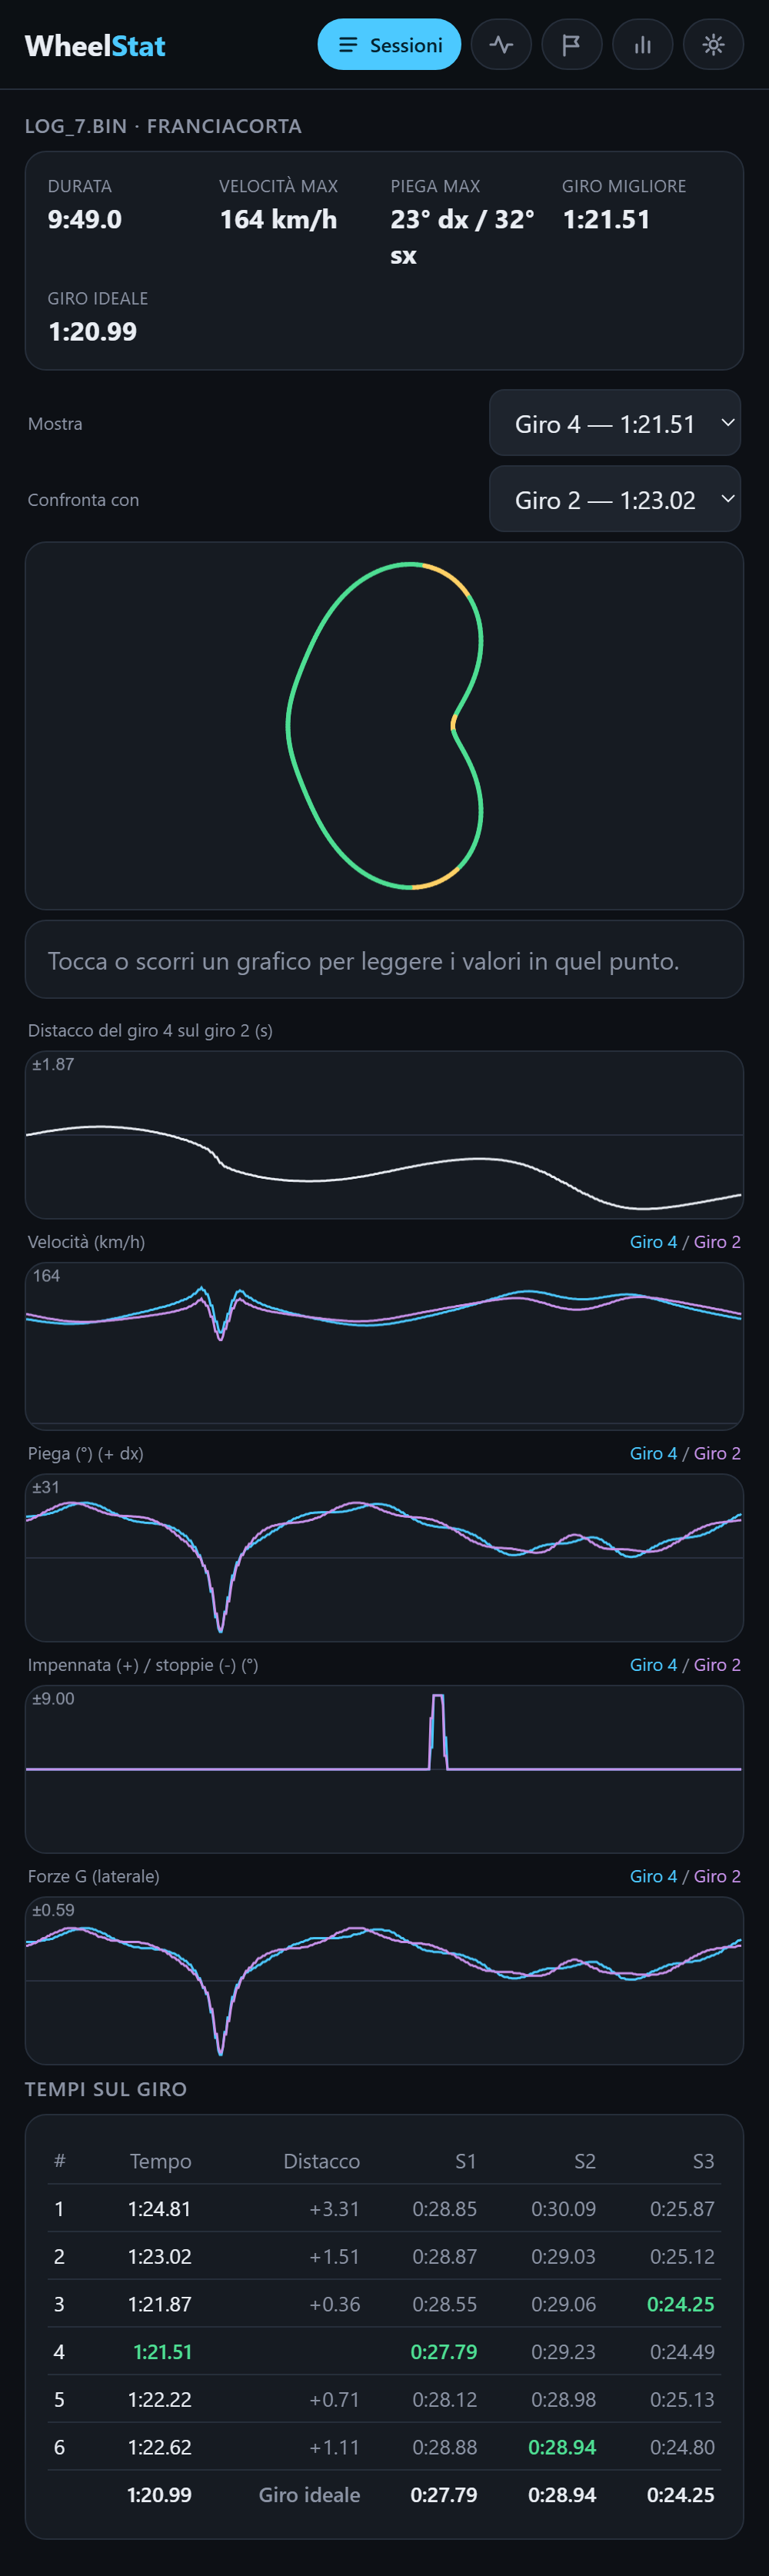 WheelStat
Sessioni
LOG_7.BIN · FRANCIACORTA
DURATA VELOCITÀ MAX PIEGA MAX GIRO MIGLIORE
9:49.0 164 km/h 23° dx / 32° 1:21.51
sx
GIRO IDEALE
1:20.99
Mostra Giro 4 — 1:21.51
Confronta con Giro 2 — 1:23.02
Tocca o scorri un grafico per leggere i valori in quel punto.
Distacco del giro 4 sul giro 2 (s)
±1.87
Velocità (km/h) Giro 4 / Giro 2
164
Piega (°) (+ dx) Giro 4 / Giro 2
±31
Impennata (+) / stoppie (-) (°) Giro 4 / Giro 2
±9.00
Forze G (laterale) Giro 4 / Giro 2
±0.59
TEMPI SUL GIRO
# Tempo Distacco S1 S2 S3
1 1:24.81 +3.31 0:28.85 0:30.09 0:25.87
2 1:23.02 +1.51 0:28.87 0:29.03 0:25.12
3 1:21.87 +0.36 0:28.55 0:29.06 0:24.25
4 1:21.51 0:27.79 0:29.23 0:24.49
5 1:22.22 +0.71 0:28.12 0:28.98 0:25.13
6 1:22.62 +1.11 0:28.88 0:28.94 0:24.80
1:20.99 Giro ideale 0:27.79 0:28.94 0:24.25